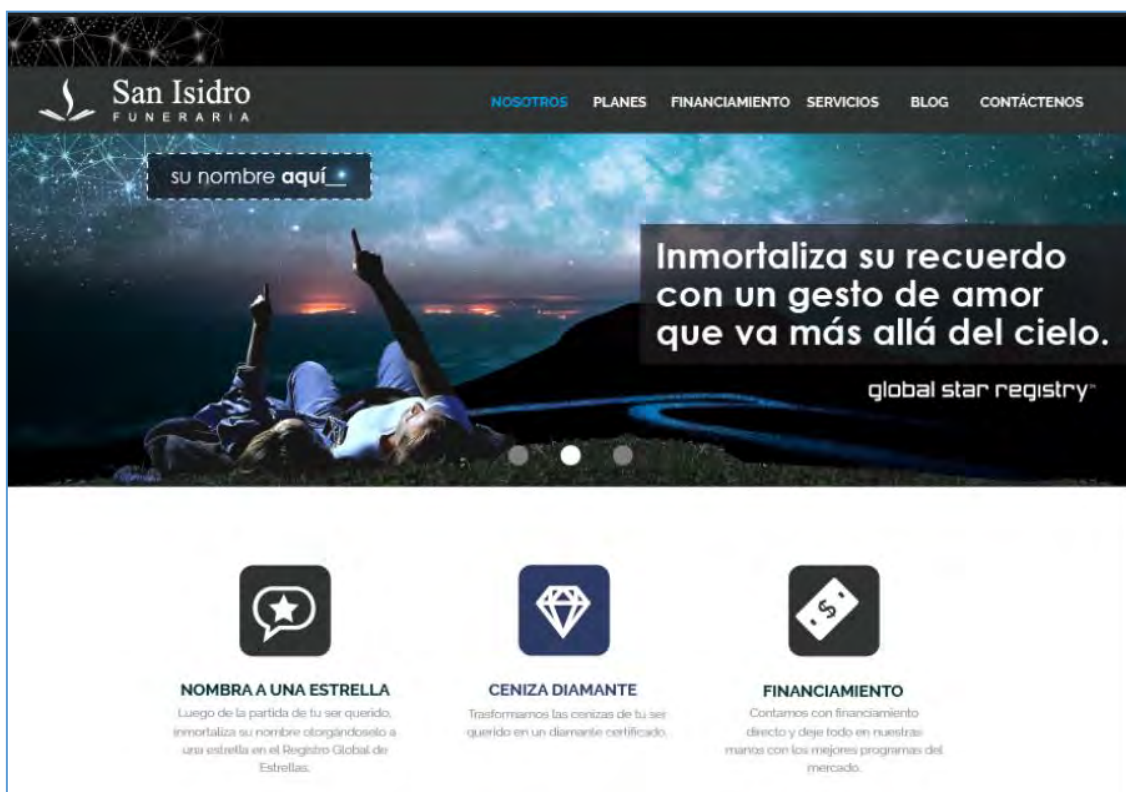 San Isidro
FUNERARIA
NOSOTROS PLANES FINANCIAMIENTO SERVICIOS BLOG CONTÁCTENOS
su nombre aquí__
Inmortaliza su recuerdo
con un gesto de amor
que va más allá del cielo.
global star registry™
NOMBRA A UNA ESTRELLA
Luego de la partida de tu ser querido,
inmortaliza su nombre otorgándoselo a
una estrella en el Registro Global de
Estrellas.
CENIZA DIAMANTE
Trasformamos las cenizas de tu ser
querido en un diamante certificado.
FINANCIAMIENTO
Contamos con financiamiento
directo y deje todo en nuestras
manos con los mejores programas del
mercado.